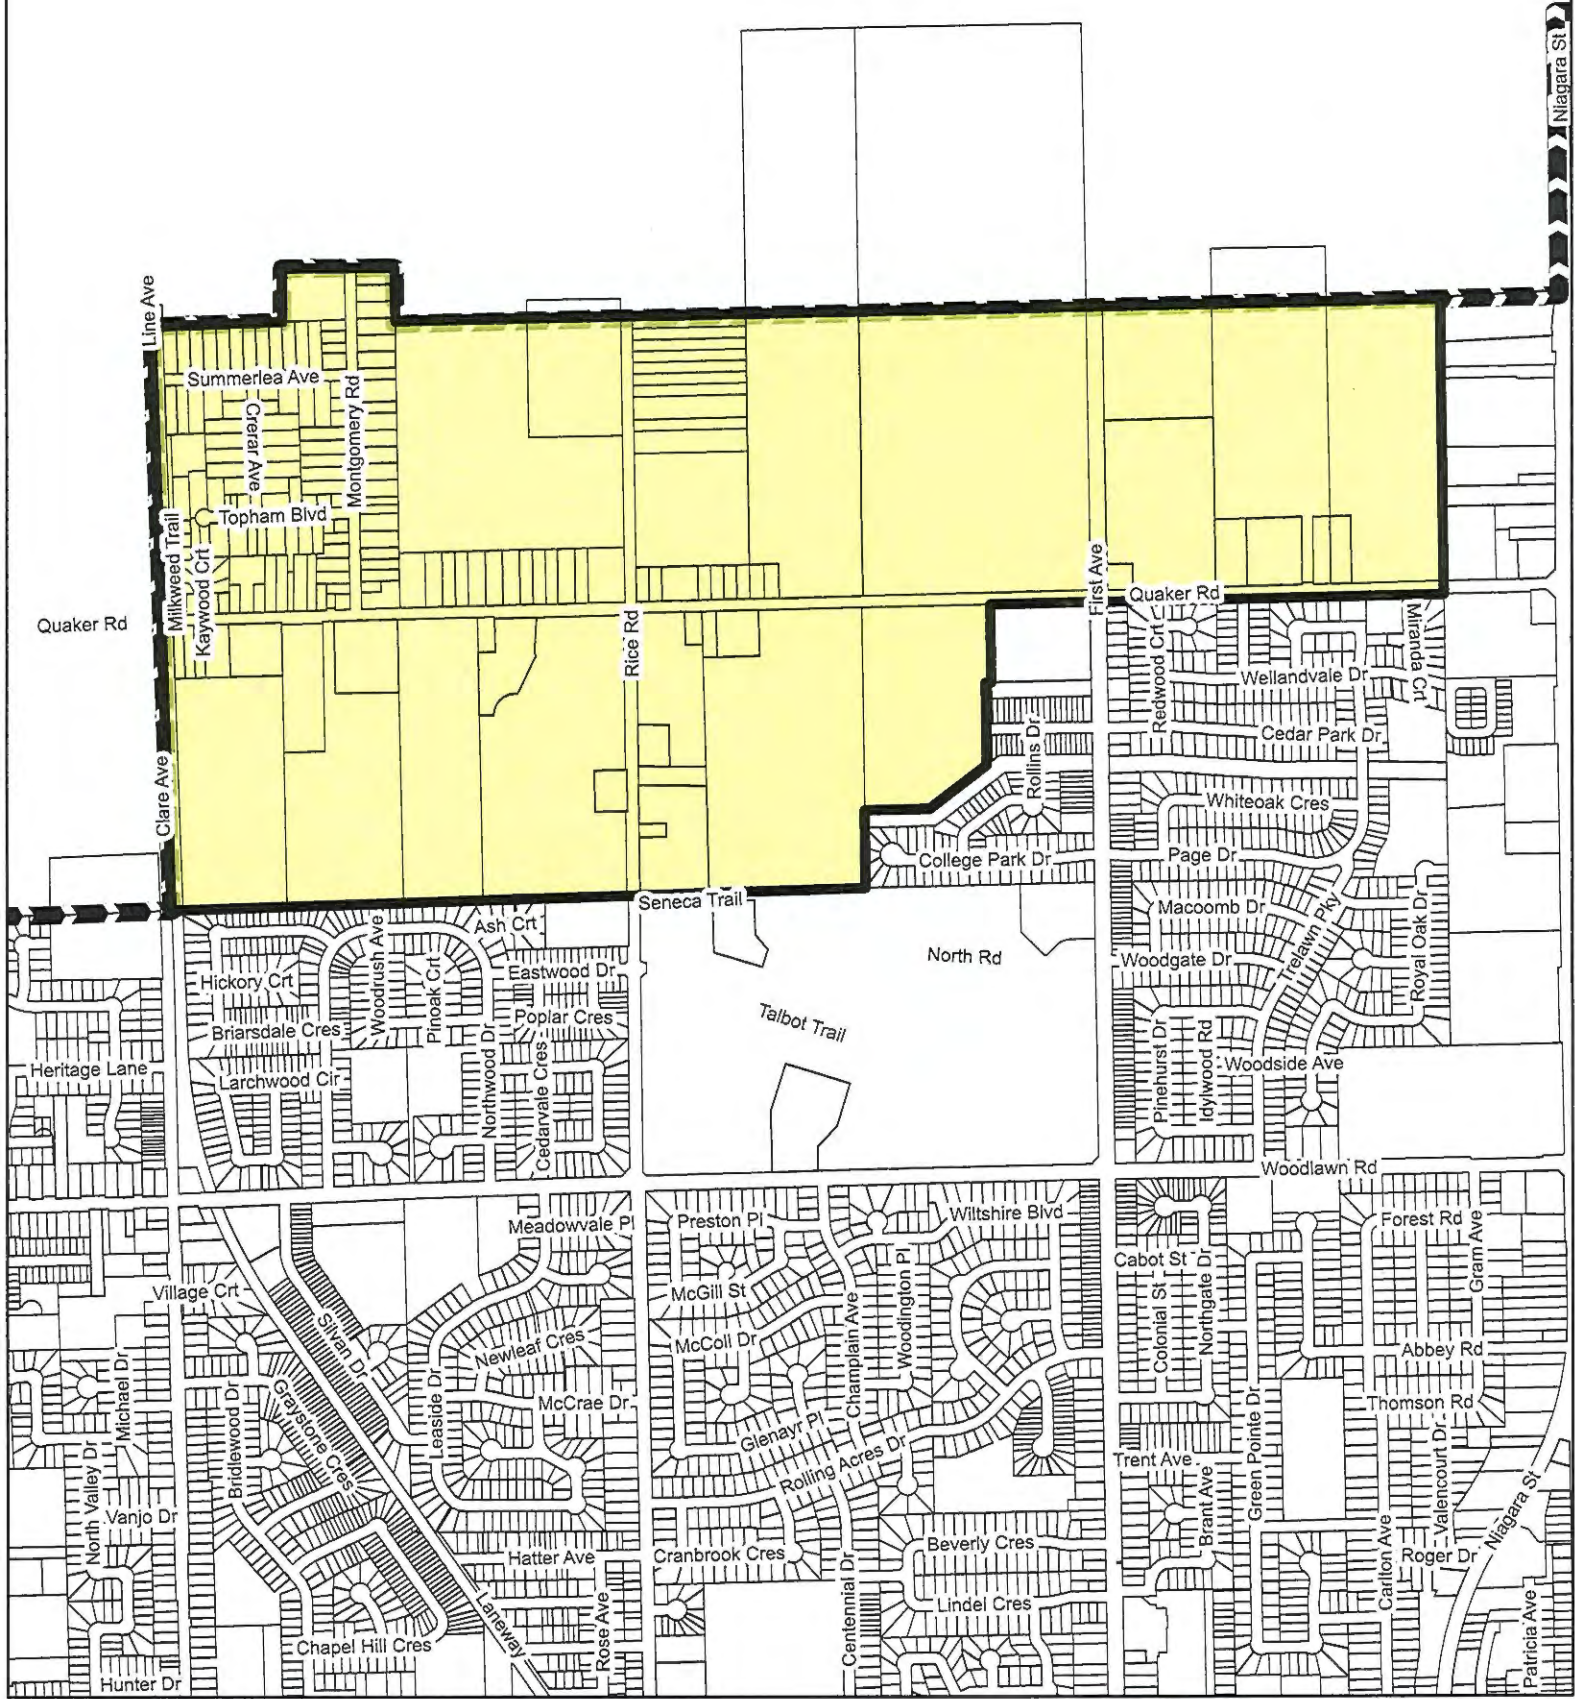 Niagara St
Line Ave
Summerlea Ave
Crerar Ave
Montgomery Rd
Topham Blvd
Milkweed Trail
Kaywood Crt
Quaker Rd
First Ave
Quaker Rd
Rice Rd
Redwood Crt
Miranda Crt
Wellandvale Dr
Cedar Park Dr
Rollins Dr
Clare Ave
Whiteoak Cres
College Park Dr
Page Dr
Seneca Trail
Macoomb Dr
Trelawn Pky
Royal Oak Dr
Ash Crt
Woodrush Ave
Pinoak Crt
North Rd
Woodgate Dr
Hickory Crt
Eastwood Dr
Poplar Cres
Briarsdale Cres
Talbot Trail
Northwood Dr
Cedarvale Cres
Pinehurst Dr
Idylwood Rd
Woodside Ave
Heritage Lane
Larchwood Cir
Woodlawn Rd
Meadowvale Pl
Preston Pl
Wiltshire Blvd
Forest Rd
Gram Ave
Cabot St
Colonial St
Northgate Dr
Village Crt
McGill St
Woodington Pl
Champlain Ave
Silvan Dr
Newleaf Cres
McColl Dr
Abbey Rd
Michael Dr
Graystone Cres
Bridlewood Dr
Leaside Dr
McCrae Dr
Thomson Rd
Green Pointe Dr
Glenayr Pl
Rolling Acres Dr
Trent Ave
Valencourt Dr
North Valley Dr
Vanjo Dr
Brant Ave
Niagara St
Hatter Ave
Cranbrook Cres
Beverly Cres
Roger Dr
Carlton Ave
Centennial Dr
Lindel Cres
Laneway
Rose Ave
Chapel Hill Cres
Patricia Ave
Hunter Dr